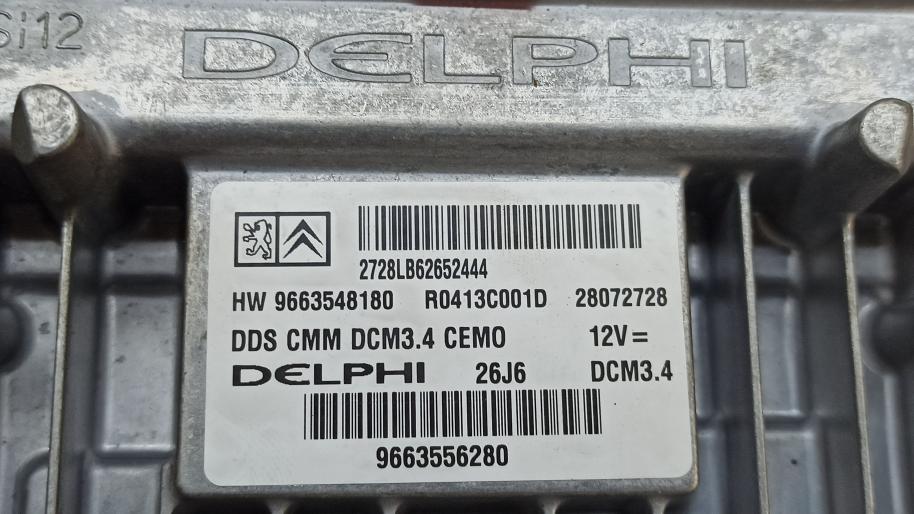 Si12
DELPHI
2728LB62652444
HW 9663548180 R0413C001D 28072728
DDS CMM DCM3.4 CEMO 12V=
DELPHI 26J6 DCM3.4
9663556280